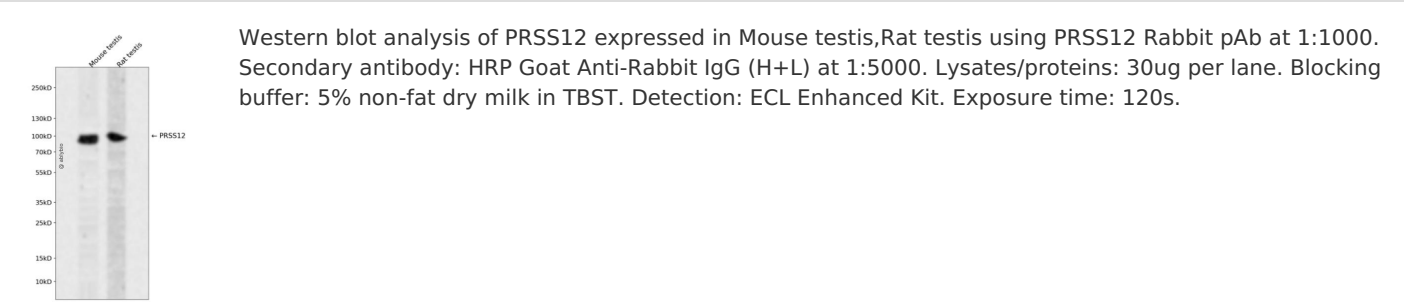 Mouse testis
Rat testis
Western blot analysis of PRSS12 expressed in Mouse testis,Rat testis using PRSS12 Rabbit pAb at 1:1000.
Secondary antibody: HRP Goat Anti-Rabbit IgG (H+L) at 1:5000. Lysates/proteins: 30ug per lane. Blocking
buffer: 5% non-fat dry milk in TBST. Detection: ECL Enhanced Kit. Exposure time: 120s.
250kD
130kD
100kD
← PRSS12
70kD
55kD
35kD
25kD
15kD
10kD